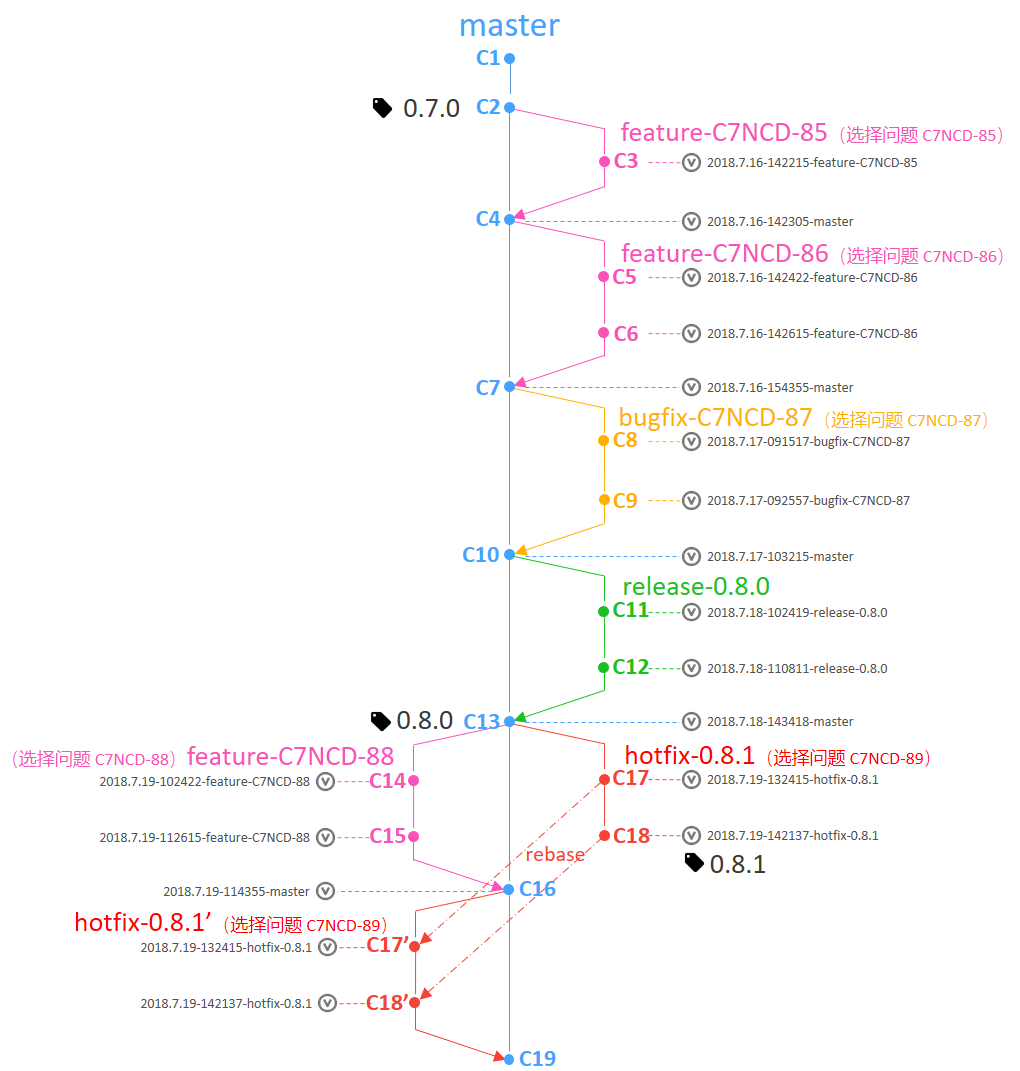 master
C1
0.7.0 C2
feature-C7NCD-85（选择问题 C7NCD-85）
C3 2018.7.16-142215-feature-C7NCD-85
C4 2018.7.16-142305-master
feature-C7NCD-86（选择问题 C7NCD-86）
C5 2018.7.16-142422-feature-C7NCD-86
C6 2018.7.16-142615-feature-C7NCD-86
C7 2018.7.16-154355-master
bugfix-C7NCD-87（选择问题 C7NCD-87）
C8 2018.7.17-091517-bugfix-C7NCD-87
C9 2018.7.17-092557-bugfix-C7NCD-87
C10 2018.7.17-103215-master
release-0.8.0
C11 2018.7.18-102419-release-0.8.0
C12 2018.7.18-110811-release-0.8.0
0.8.0 C13 2018.7.18-143418-master
（选择问题 C7NCD-88）feature-C7NCD-88
hotfix-0.8.1（选择问题 C7NCD-89）
2018.7.19-102422-feature-C7NCD-88 C14
C17 2018.7.19-132415-hotfix-0.8.1
2018.7.19-112615-feature-C7NCD-88 C15
C18 2018.7.19-142137-hotfix-0.8.1
rebase
0.8.1
2018.7.19-114355-master C16
hotfix-0.8.1’（选择问题 C7NCD-89）
2018.7.19-132415-hotfix-0.8.1 C17’
2018.7.19-142137-hotfix-0.8.1 C18’
C19